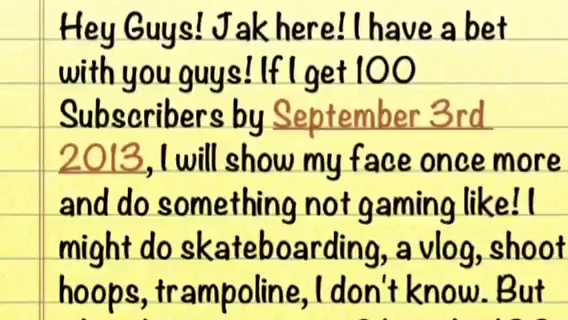 Hey Guys! Jak here! I have a bet
with you guys! If I get 100
Subscribers by September 3rd
2013, I will show my face once more
and do something not gaming like! I
might do skateboarding, a vlog, shoot
hoops, trampoline, I don't know. But